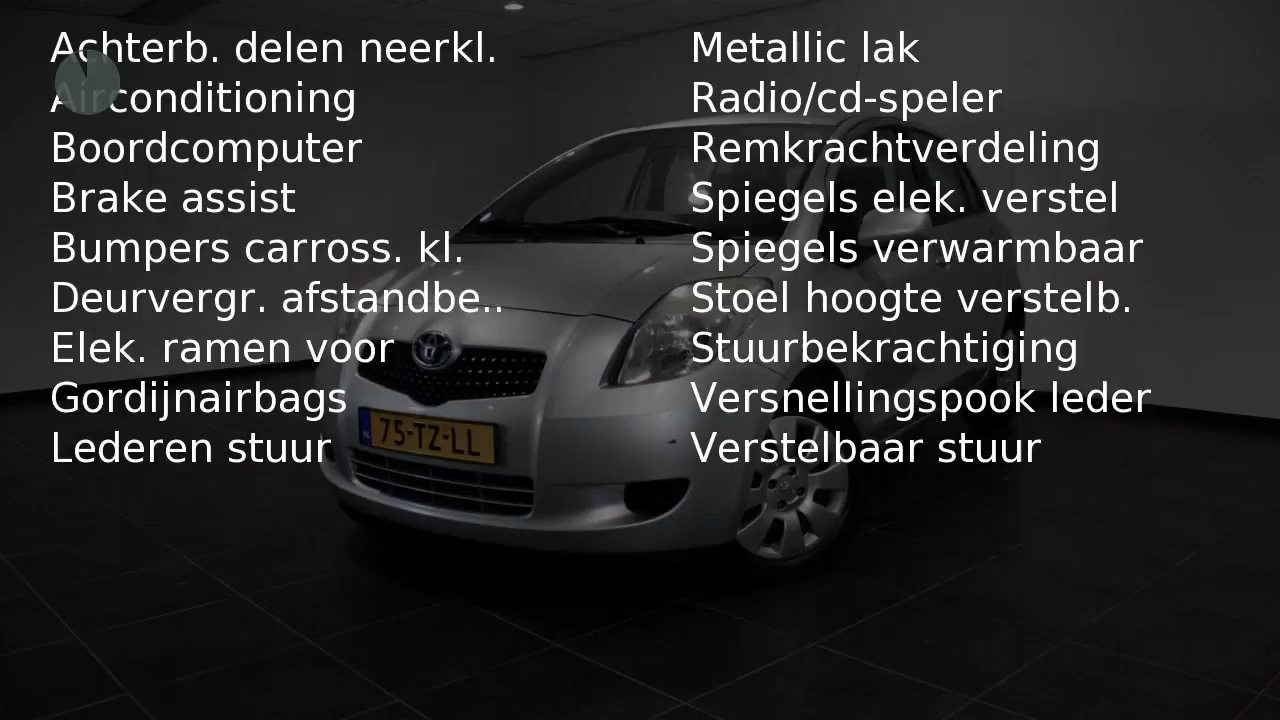 Achterb. delen neerkl.
Airconditioning
Boordcomputer
Brake assist
Bumpers carross. kl.
Deurvergr. afstandbe..
Elek. ramen voor
Gordijnairbags
Lederen stuur
Metallic lak
Radio/cd-speler
Remkrachtverdeling
Spiegels elek. verstel
Spiegels verwarmbaar
Stoel hoogte verstelb.
Stuurbekrachtiging
Versnellingspook leder
Verstelbaar stuur
NL 75-TZ-LL